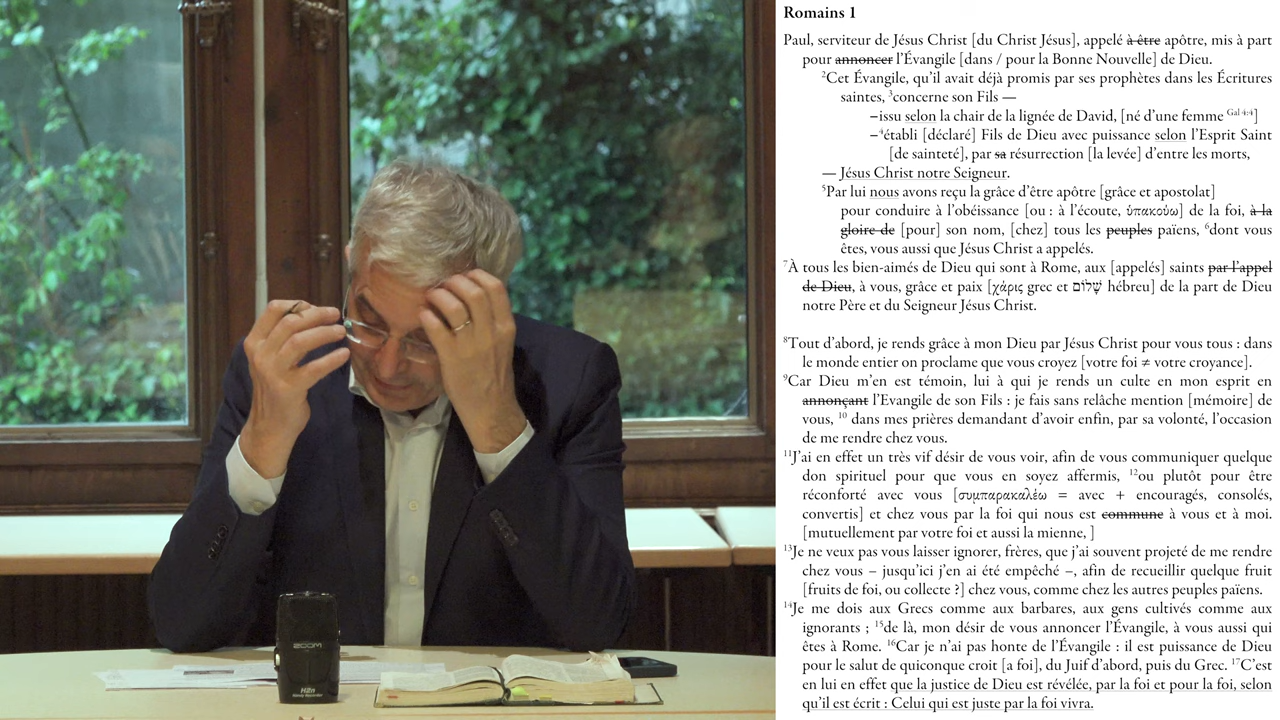 Romains 1
Paul, serviteur de Jésus Christ [du Christ Jésus], appelé à être apôtre, mis à part
pour annoncer l’Évangile [dans / pour la Bonne Nouvelle] de Dieu.
²Cet Évangile, qu’il avait déjà promis par ses prophètes dans les Écritures
saintes, ³concerne son Fils —
–issu selon la chair de la lignée de David, [né d’une femme Gal 4:4]
–⁴établi [déclaré] Fils de Dieu avec puissance selon l’Esprit Saint
[de sainteté], par sa résurrection [la levée] d’entre les morts,
— Jésus Christ notre Seigneur.
⁵Par lui nous avons reçu la grâce d’être apôtre [grâce et apostolat]
pour conduire à l’obéissance [ou : à l’écoute, ὑπακούω] de la foi, à la
gloire de [pour] son nom, [chez] tous les peuples païens, ⁶dont vous
êtes, vous aussi que Jésus Christ a appelés.
⁷À tous les bien-aimés de Dieu qui sont à Rome, aux [appelés] saints par l’appel
de Dieu, à vous, grâce et paix [χάρις grec et שָׁלוֹם hébreu] de la part de Dieu
notre Père et du Seigneur Jésus Christ.
⁸Tout d’abord, je rends grâce à mon Dieu par Jésus Christ pour vous tous : dans
le monde entier on proclame que vous croyez [votre foi ≠ votre croyance].
⁹Car Dieu m’en est témoin, lui à qui je rends un culte en mon esprit en
annonçant l’Evangile de son Fils : je fais sans relâche mention [mémoire] de
vous, ¹⁰ dans mes prières demandant d’avoir enfin, par sa volonté, l’occasion
de me rendre chez vous.
¹¹J’ai en effet un très vif désir de vous voir, afin de vous communiquer quelque
don spirituel pour que vous en soyez affermis, ¹²ou plutôt pour être
réconforté avec vous [συμπαρακαλέω = avec + encouragés, consolés,
convertis] et chez vous par la foi qui nous est commune à vous et à moi.
[mutuellement par votre foi et aussi la mienne, ]
¹³Je ne veux pas vous laisser ignorer, frères, que j’ai souvent projeté de me rendre
chez vous – jusqu’ici j’en ai été empêché –, afin de recueillir quelque fruit
[fruits de foi, ou collecte ?] chez vous, comme chez les autres peuples païens.
¹⁴Je me dois aux Grecs comme aux barbares, aux gens cultivés comme aux
ignorants ; ¹⁵de là, mon désir de vous annoncer l’Évangile, à vous aussi qui
êtes à Rome. ¹⁶Car je n’ai pas honte de l’Évangile : il est puissance de Dieu
pour le salut de quiconque croit [a foi], du Juif d’abord, puis du Grec. ¹⁷C’est
en lui en effet que la justice de Dieu est révélée, par la foi et pour la foi, selon
qu’il est écrit : Celui qui est juste par la foi vivra.
zoom
H2n